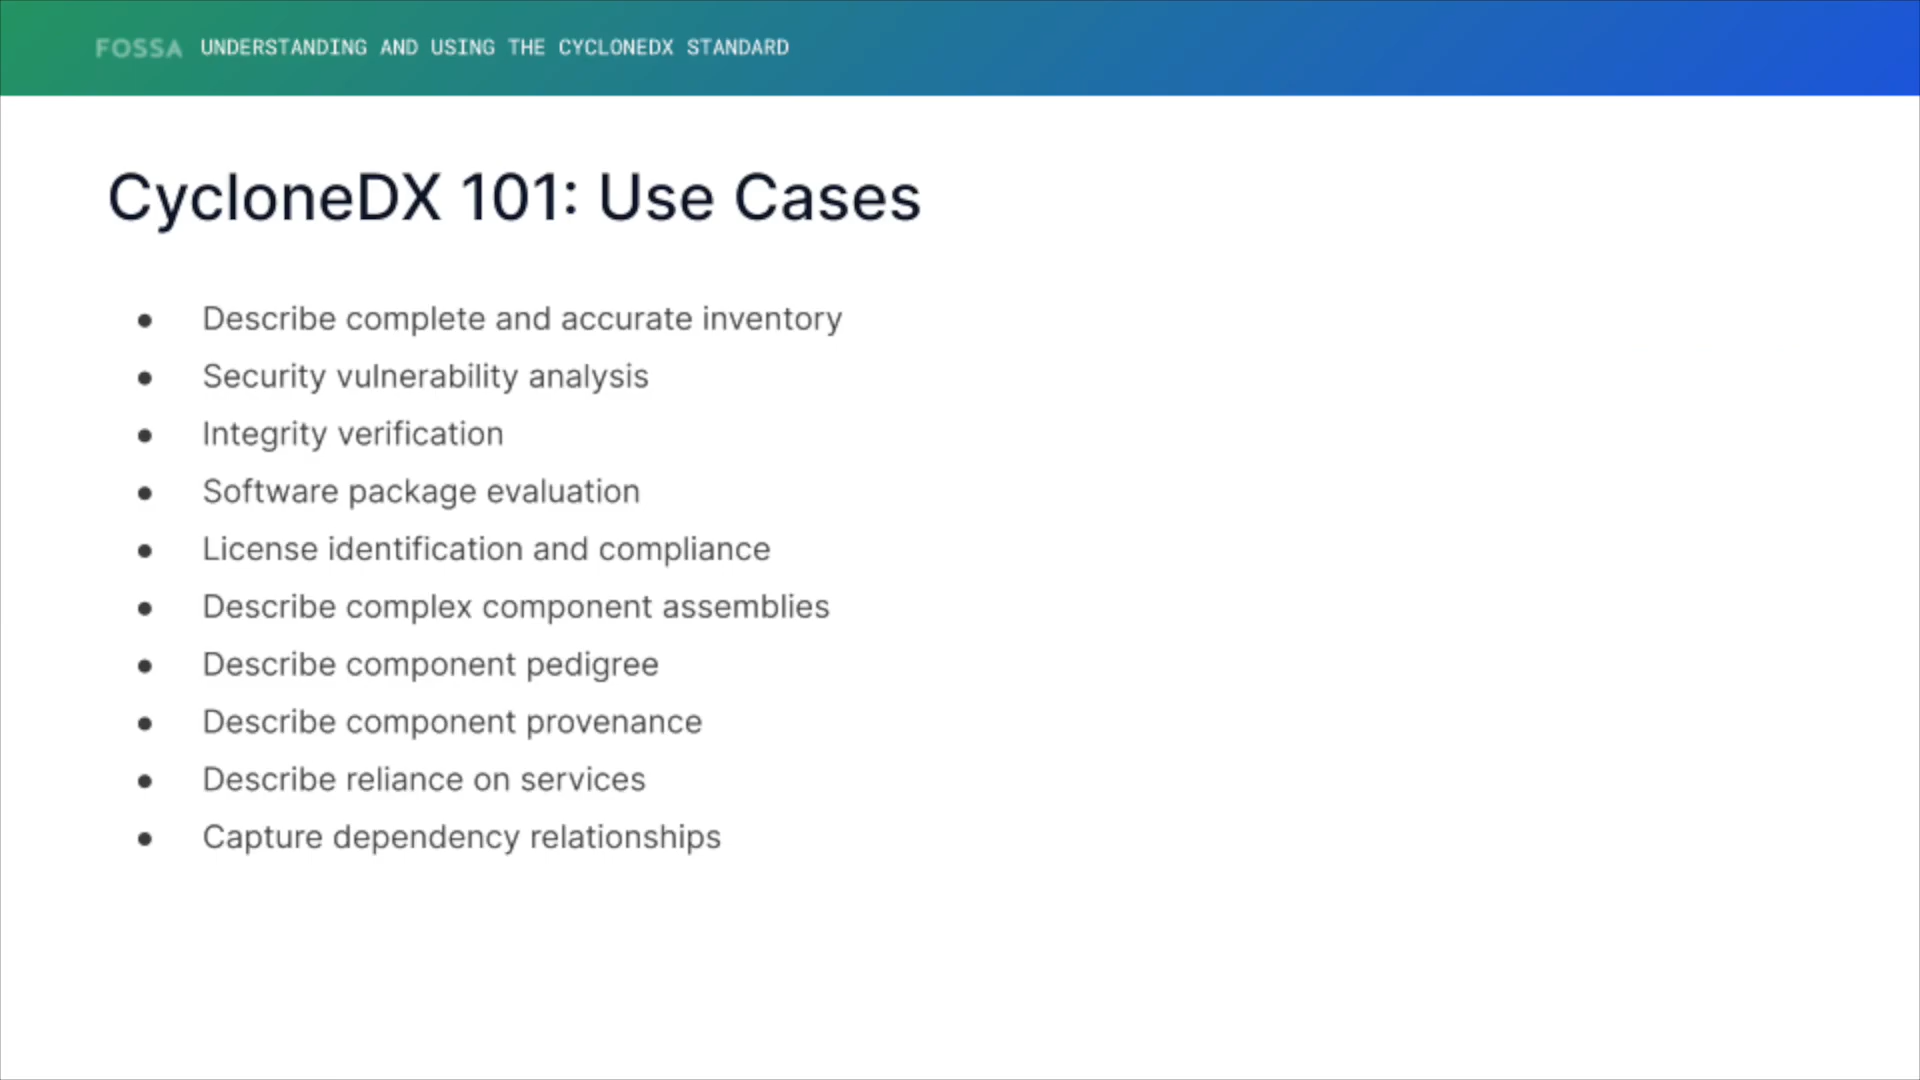 FOSSA UNDERSTANDING AND USING THE CYCLONEDX STANDARD
CycloneDX 101: Use Cases
● Describe complete and accurate inventory
● Security vulnerability analysis
● Integrity verification
● Software package evaluation
● License identification and compliance
● Describe complex component assemblies
● Describe component pedigree
● Describe component provenance
● Describe reliance on services
● Capture dependency relationships